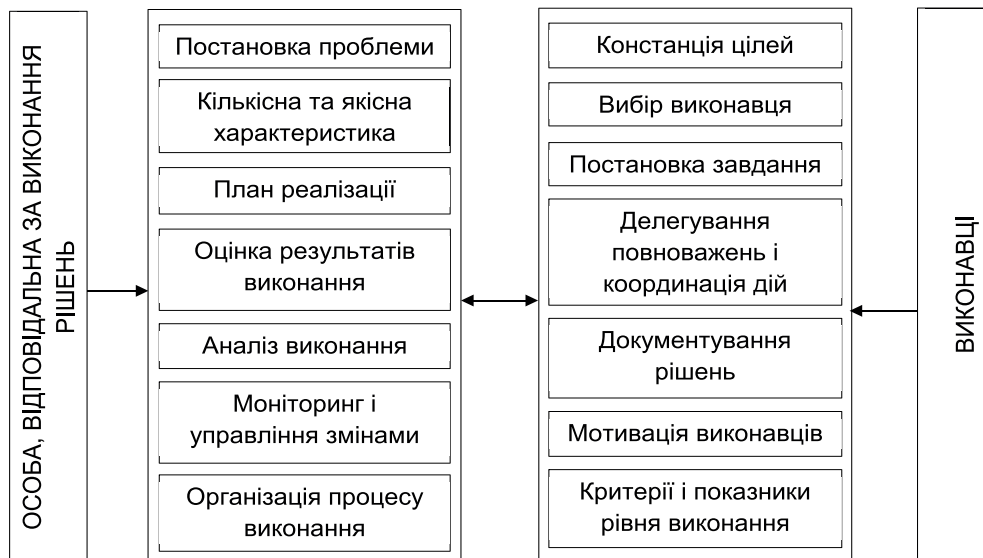 ОСОБА, ВІДПОВІДАЛЬНА ЗА ВИКОНАННЯ
РІШЕНЬ
Постановка проблеми
Кількісна та якісна
характеристика
План реалізації
Оцінка результатів
виконання
Аналіз виконання
Моніторинг і
управління змінами
Організація процесу
виконання
Констанція цілей
Вибір виконавця
Постановка завдання
Делегування
повноважень і
координація дій
Документування
рішень
Мотивація виконавців
Критерії і показники
рівня виконання
ВИКОНАВЦІ